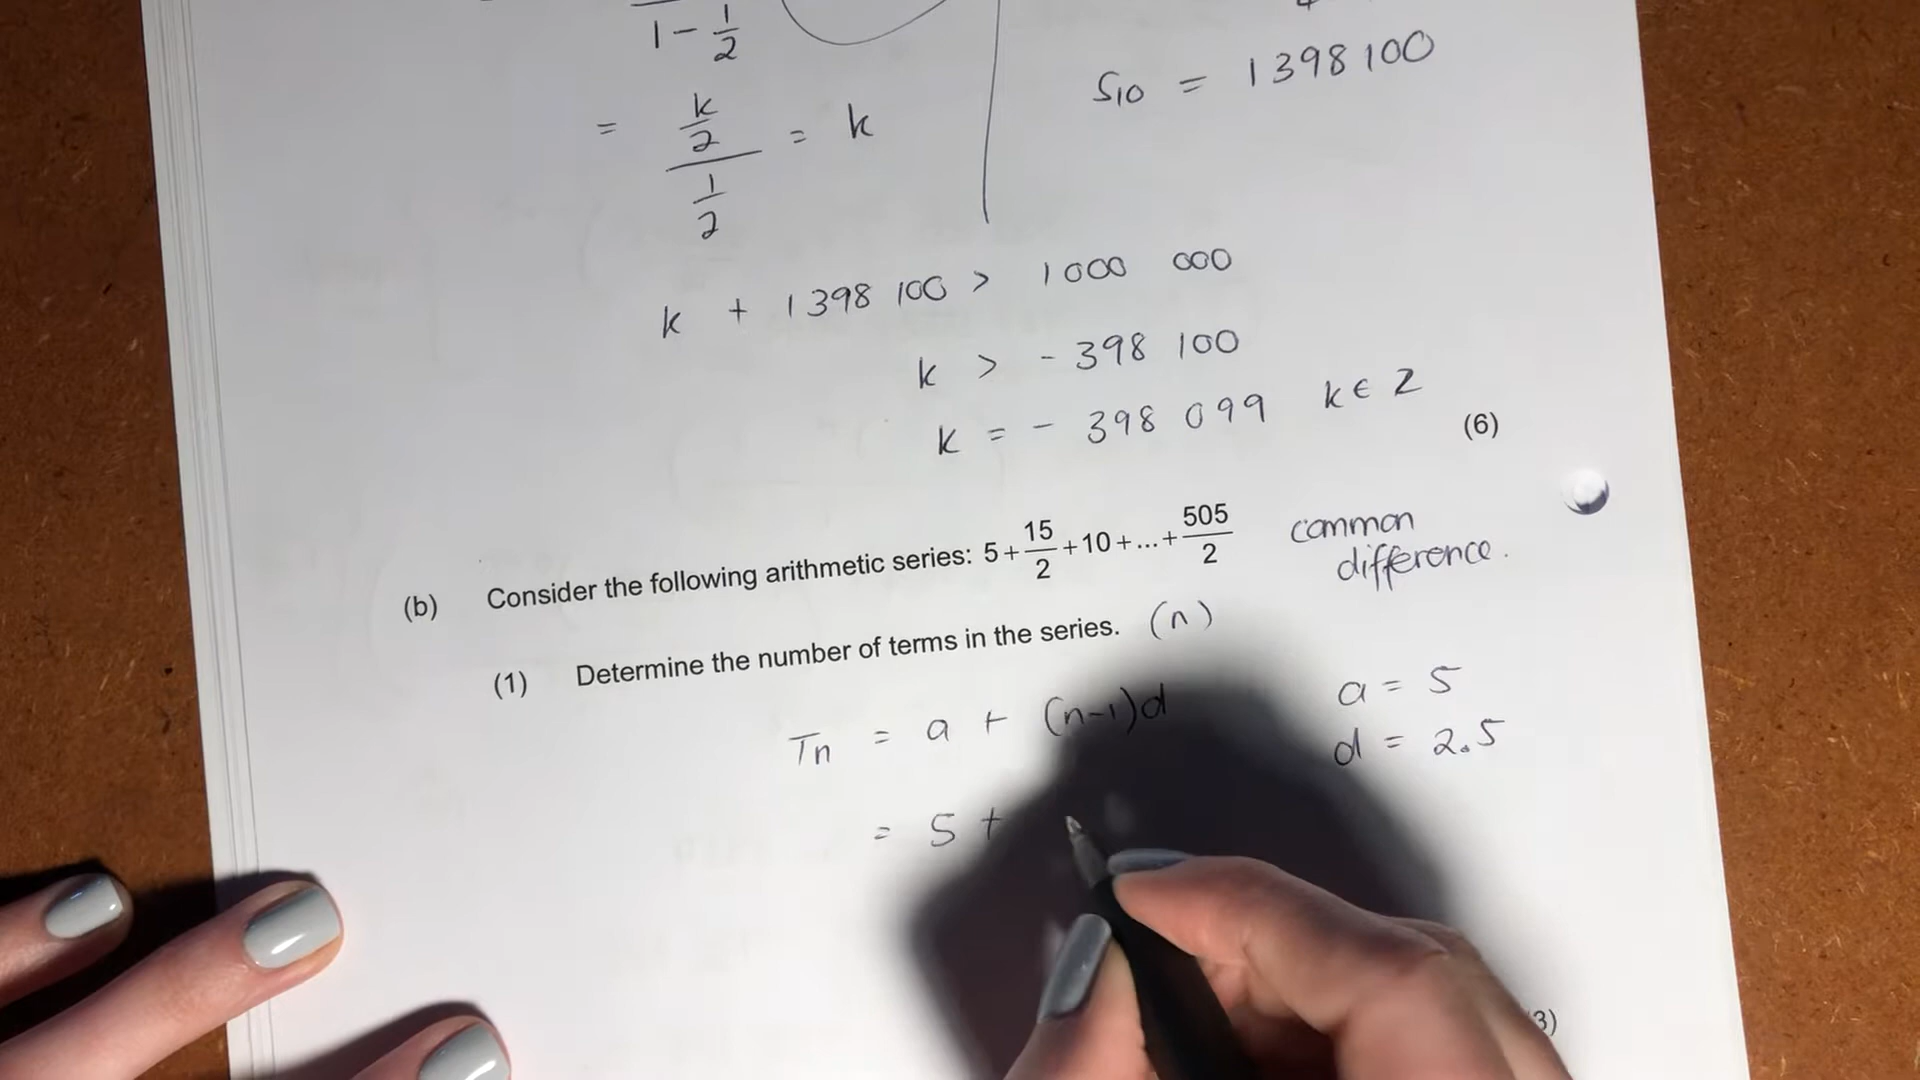 1 - 1/2
S10 = 1398100
= k/2 / 1/2 = k
k + 1398 100 > 1000 000
k > - 398 100
k = - 398 099 k ∈ Z
(6)
(b) Consider the following arithmetic series: 5 + 15/2 + 10 + ... + 505/2
common
difference.
(1) Determine the number of terms in the series. (n)
Tn = a + (n-1)d
a = 5
d = 2.5
= 5 +
3)